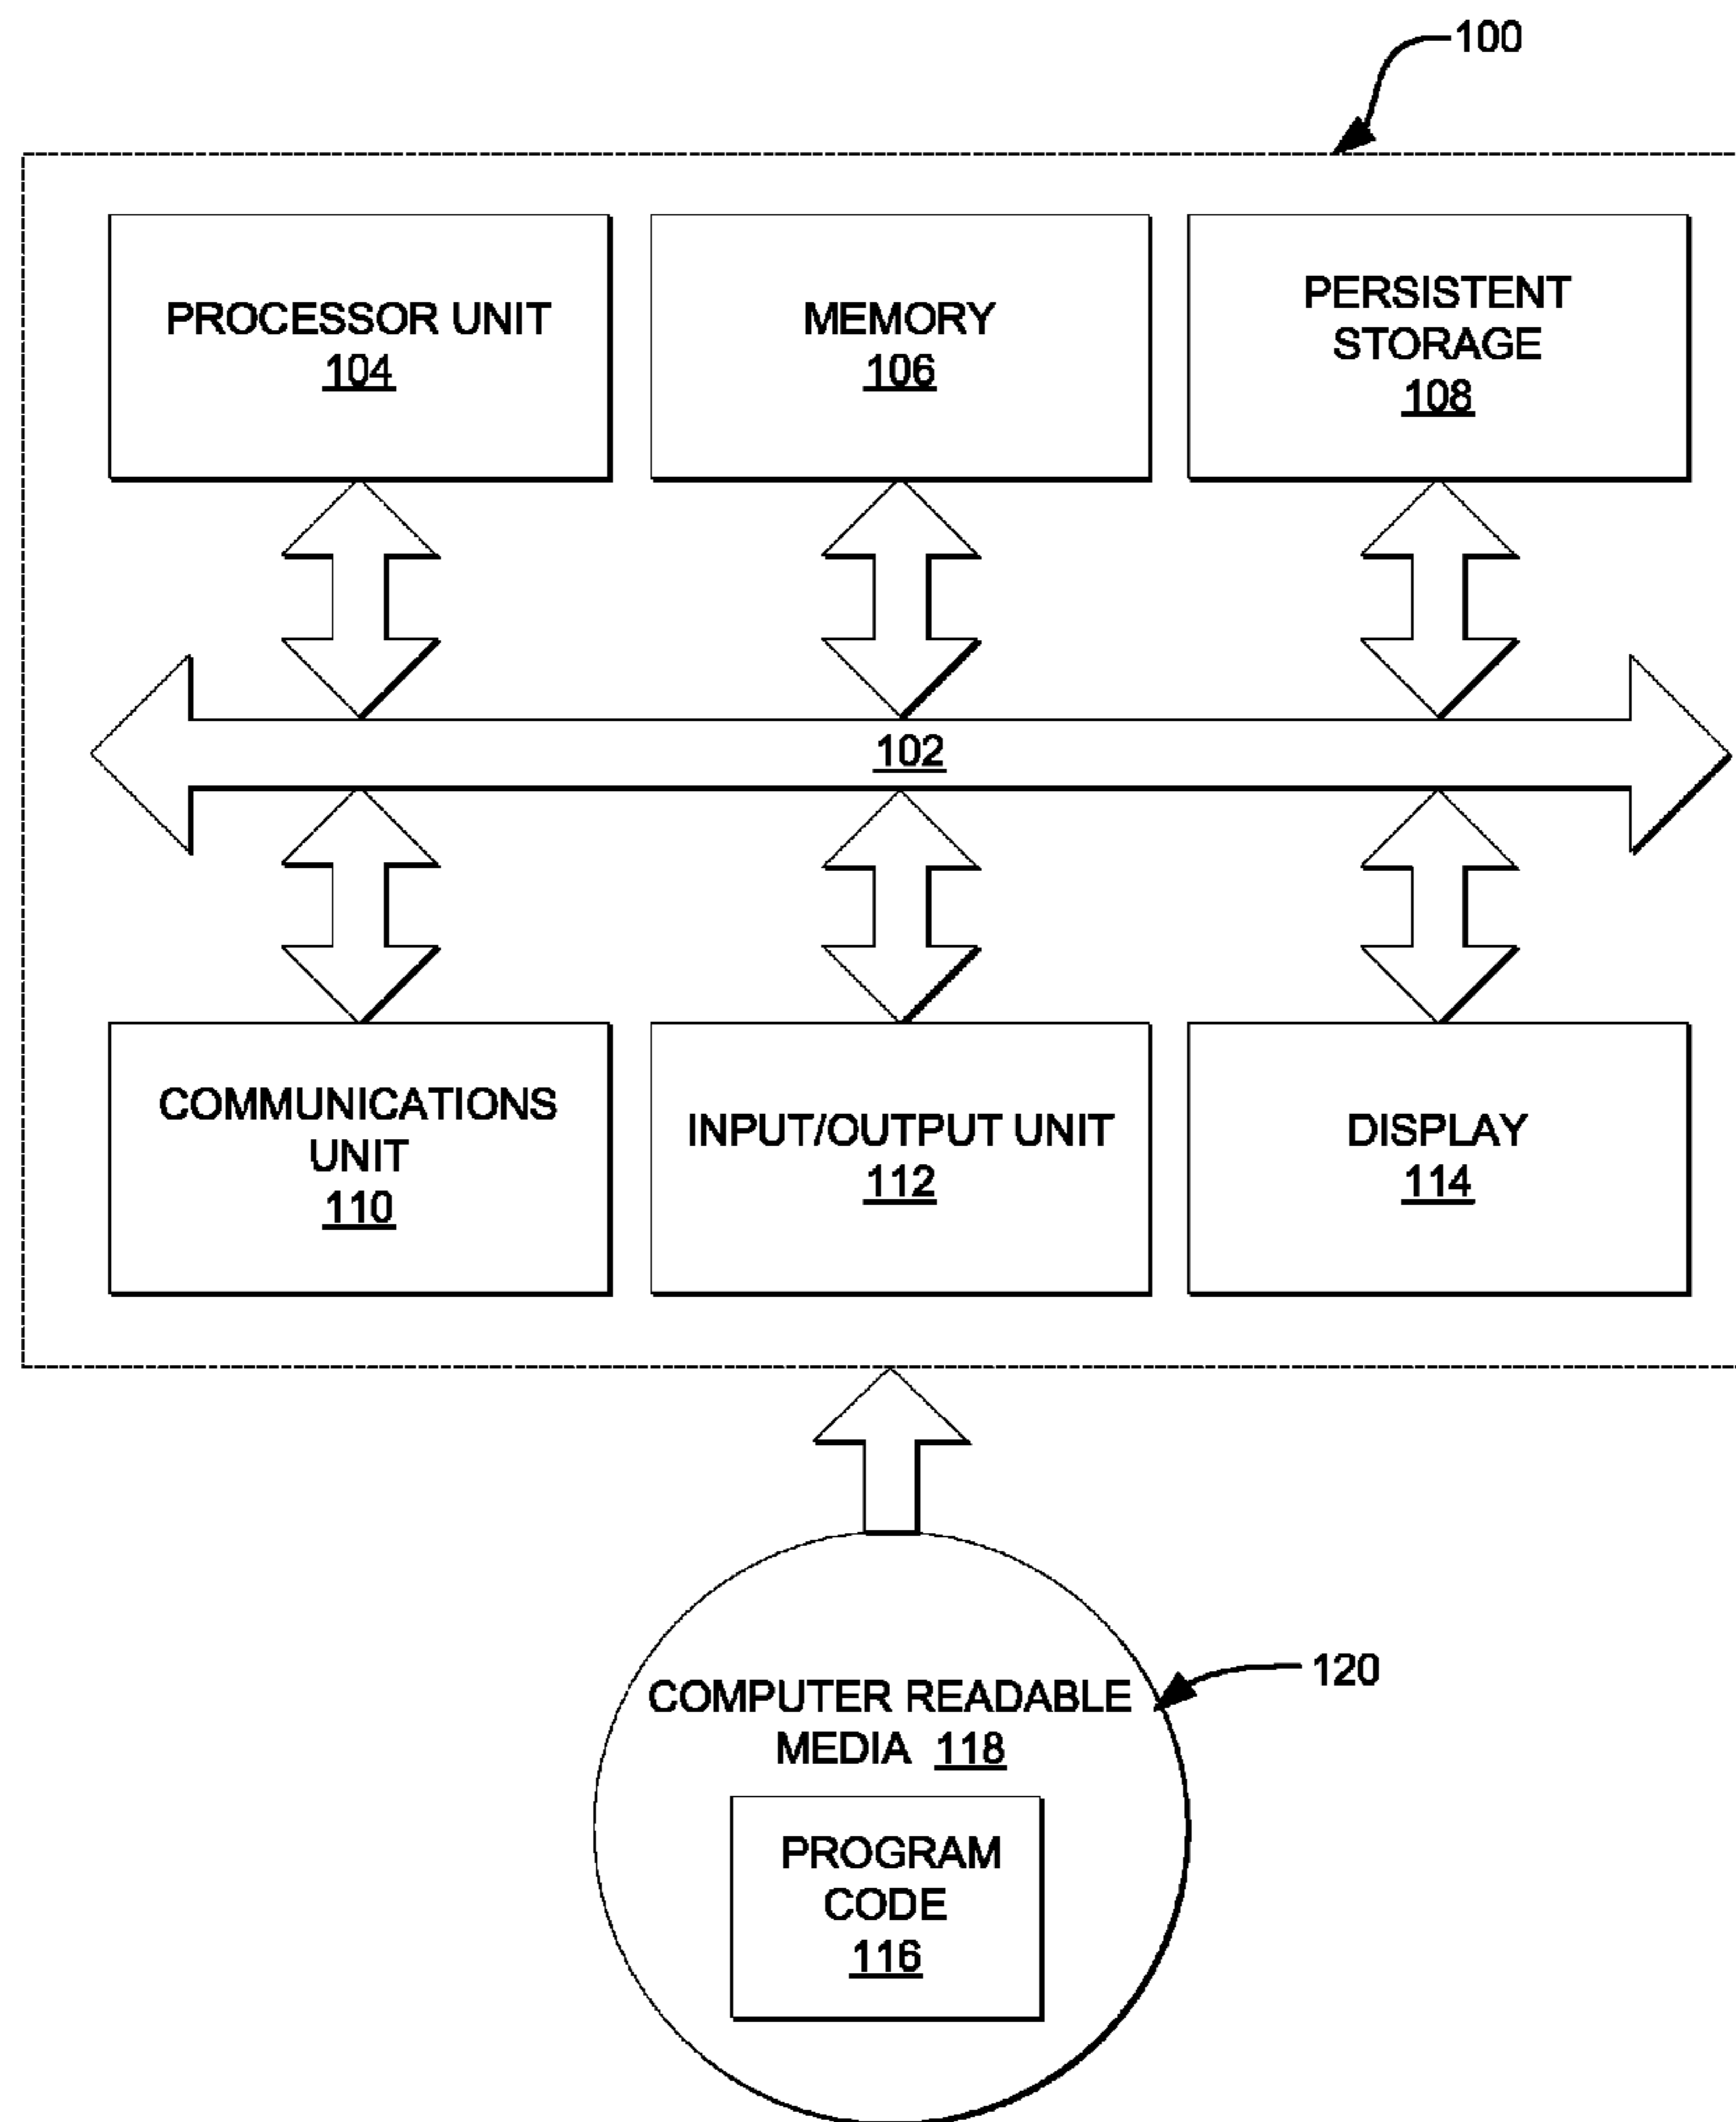 100
PROCESSOR UNIT
104
MEMORY
106
PERSISTENT
STORAGE
108
102
COMMUNICATIONS
UNIT
110
INPUT/OUTPUT UNIT
112
DISPLAY
114
120
COMPUTER READABLE
MEDIA 118
PROGRAM
CODE
116